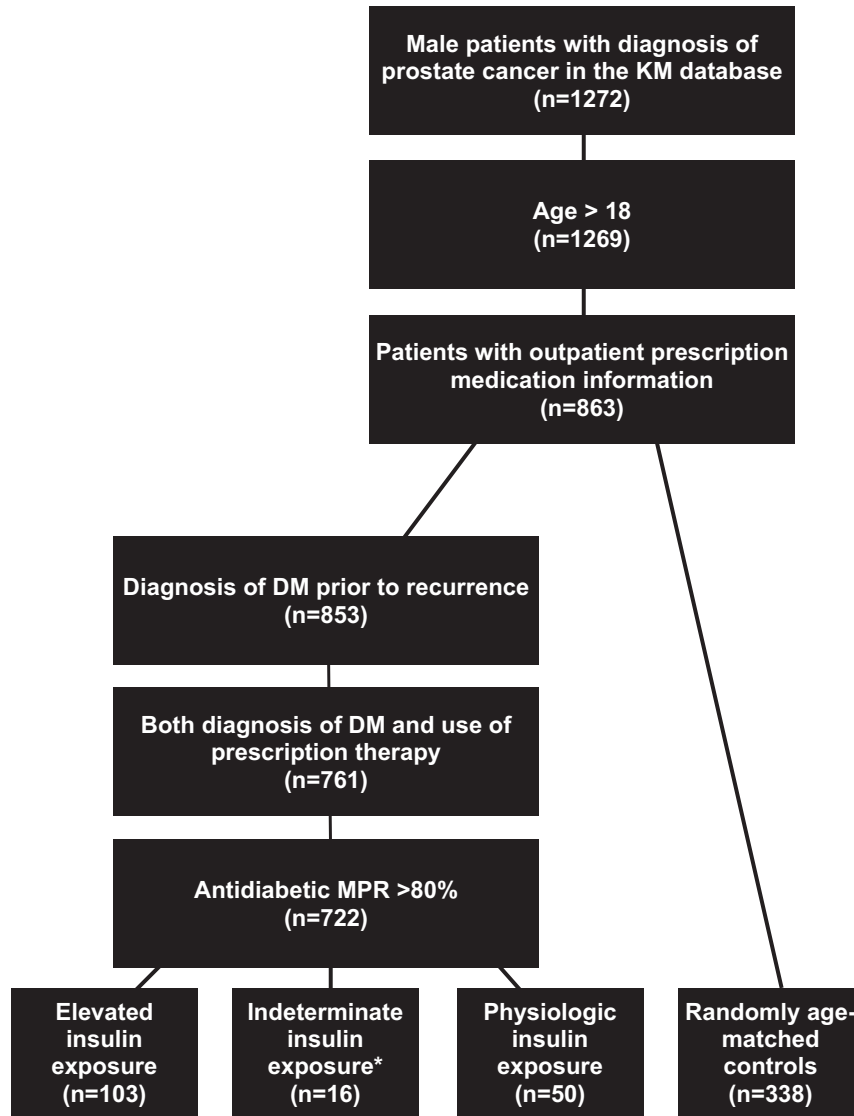 Male patients with diagnosis of
prostate cancer in the KM database
(n=1272)
Age > 18
(n=1269)
Patients with outpatient prescription
medication information
(n=863)
Diagnosis of DM prior to recurrence
(n=853)
Both diagnosis of DM and use of
prescription therapy
(n=761)
Antidiabetic MPR >80%
(n=722)
Elevated
insulin
exposure
(n=103)
Indeterminate
insulin
exposure*
(n=16)
Physiologic
insulin
exposure
(n=50)
Randomly age-
matched
controls
(n=338)